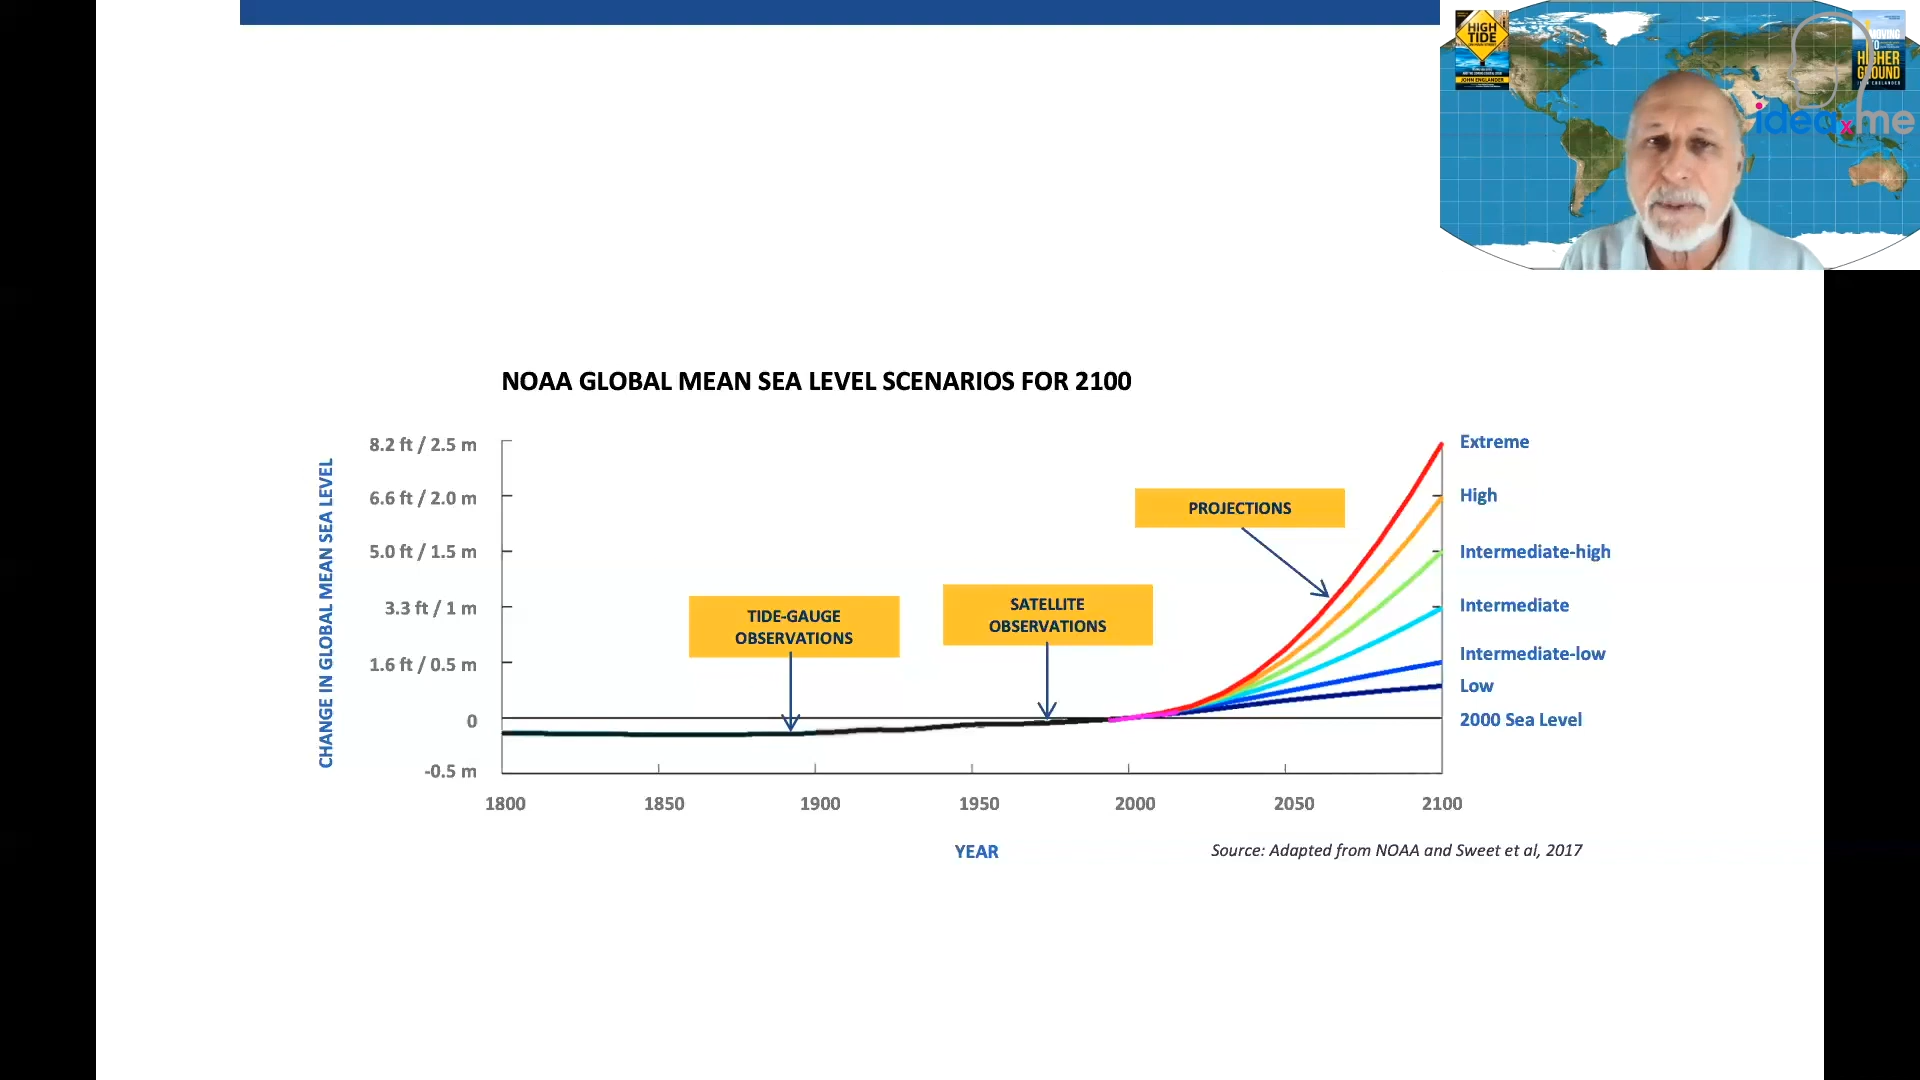 HIGH
TIDE
JOHN ENGLANDER
MOVING
TO
HIGHER
GROUND
ideaxme
NOAA GLOBAL MEAN SEA LEVEL SCENARIOS FOR 2100
CHANGE IN GLOBAL MEAN SEA LEVEL
8.2 ft / 2.5 m
6.6 ft / 2.0 m
5.0 ft / 1.5 m
3.3 ft / 1 m
1.6 ft / 0.5 m
0
-0.5 m
PROJECTIONS
TIDE-GAUGE
OBSERVATIONS
SATELLITE
OBSERVATIONS
Extreme
High
Intermediate-high
Intermediate
Intermediate-low
Low
2000 Sea Level
1800
1850
1900
1950
2000
2050
2100
YEAR
Source: Adapted from NOAA and Sweet et al, 2017